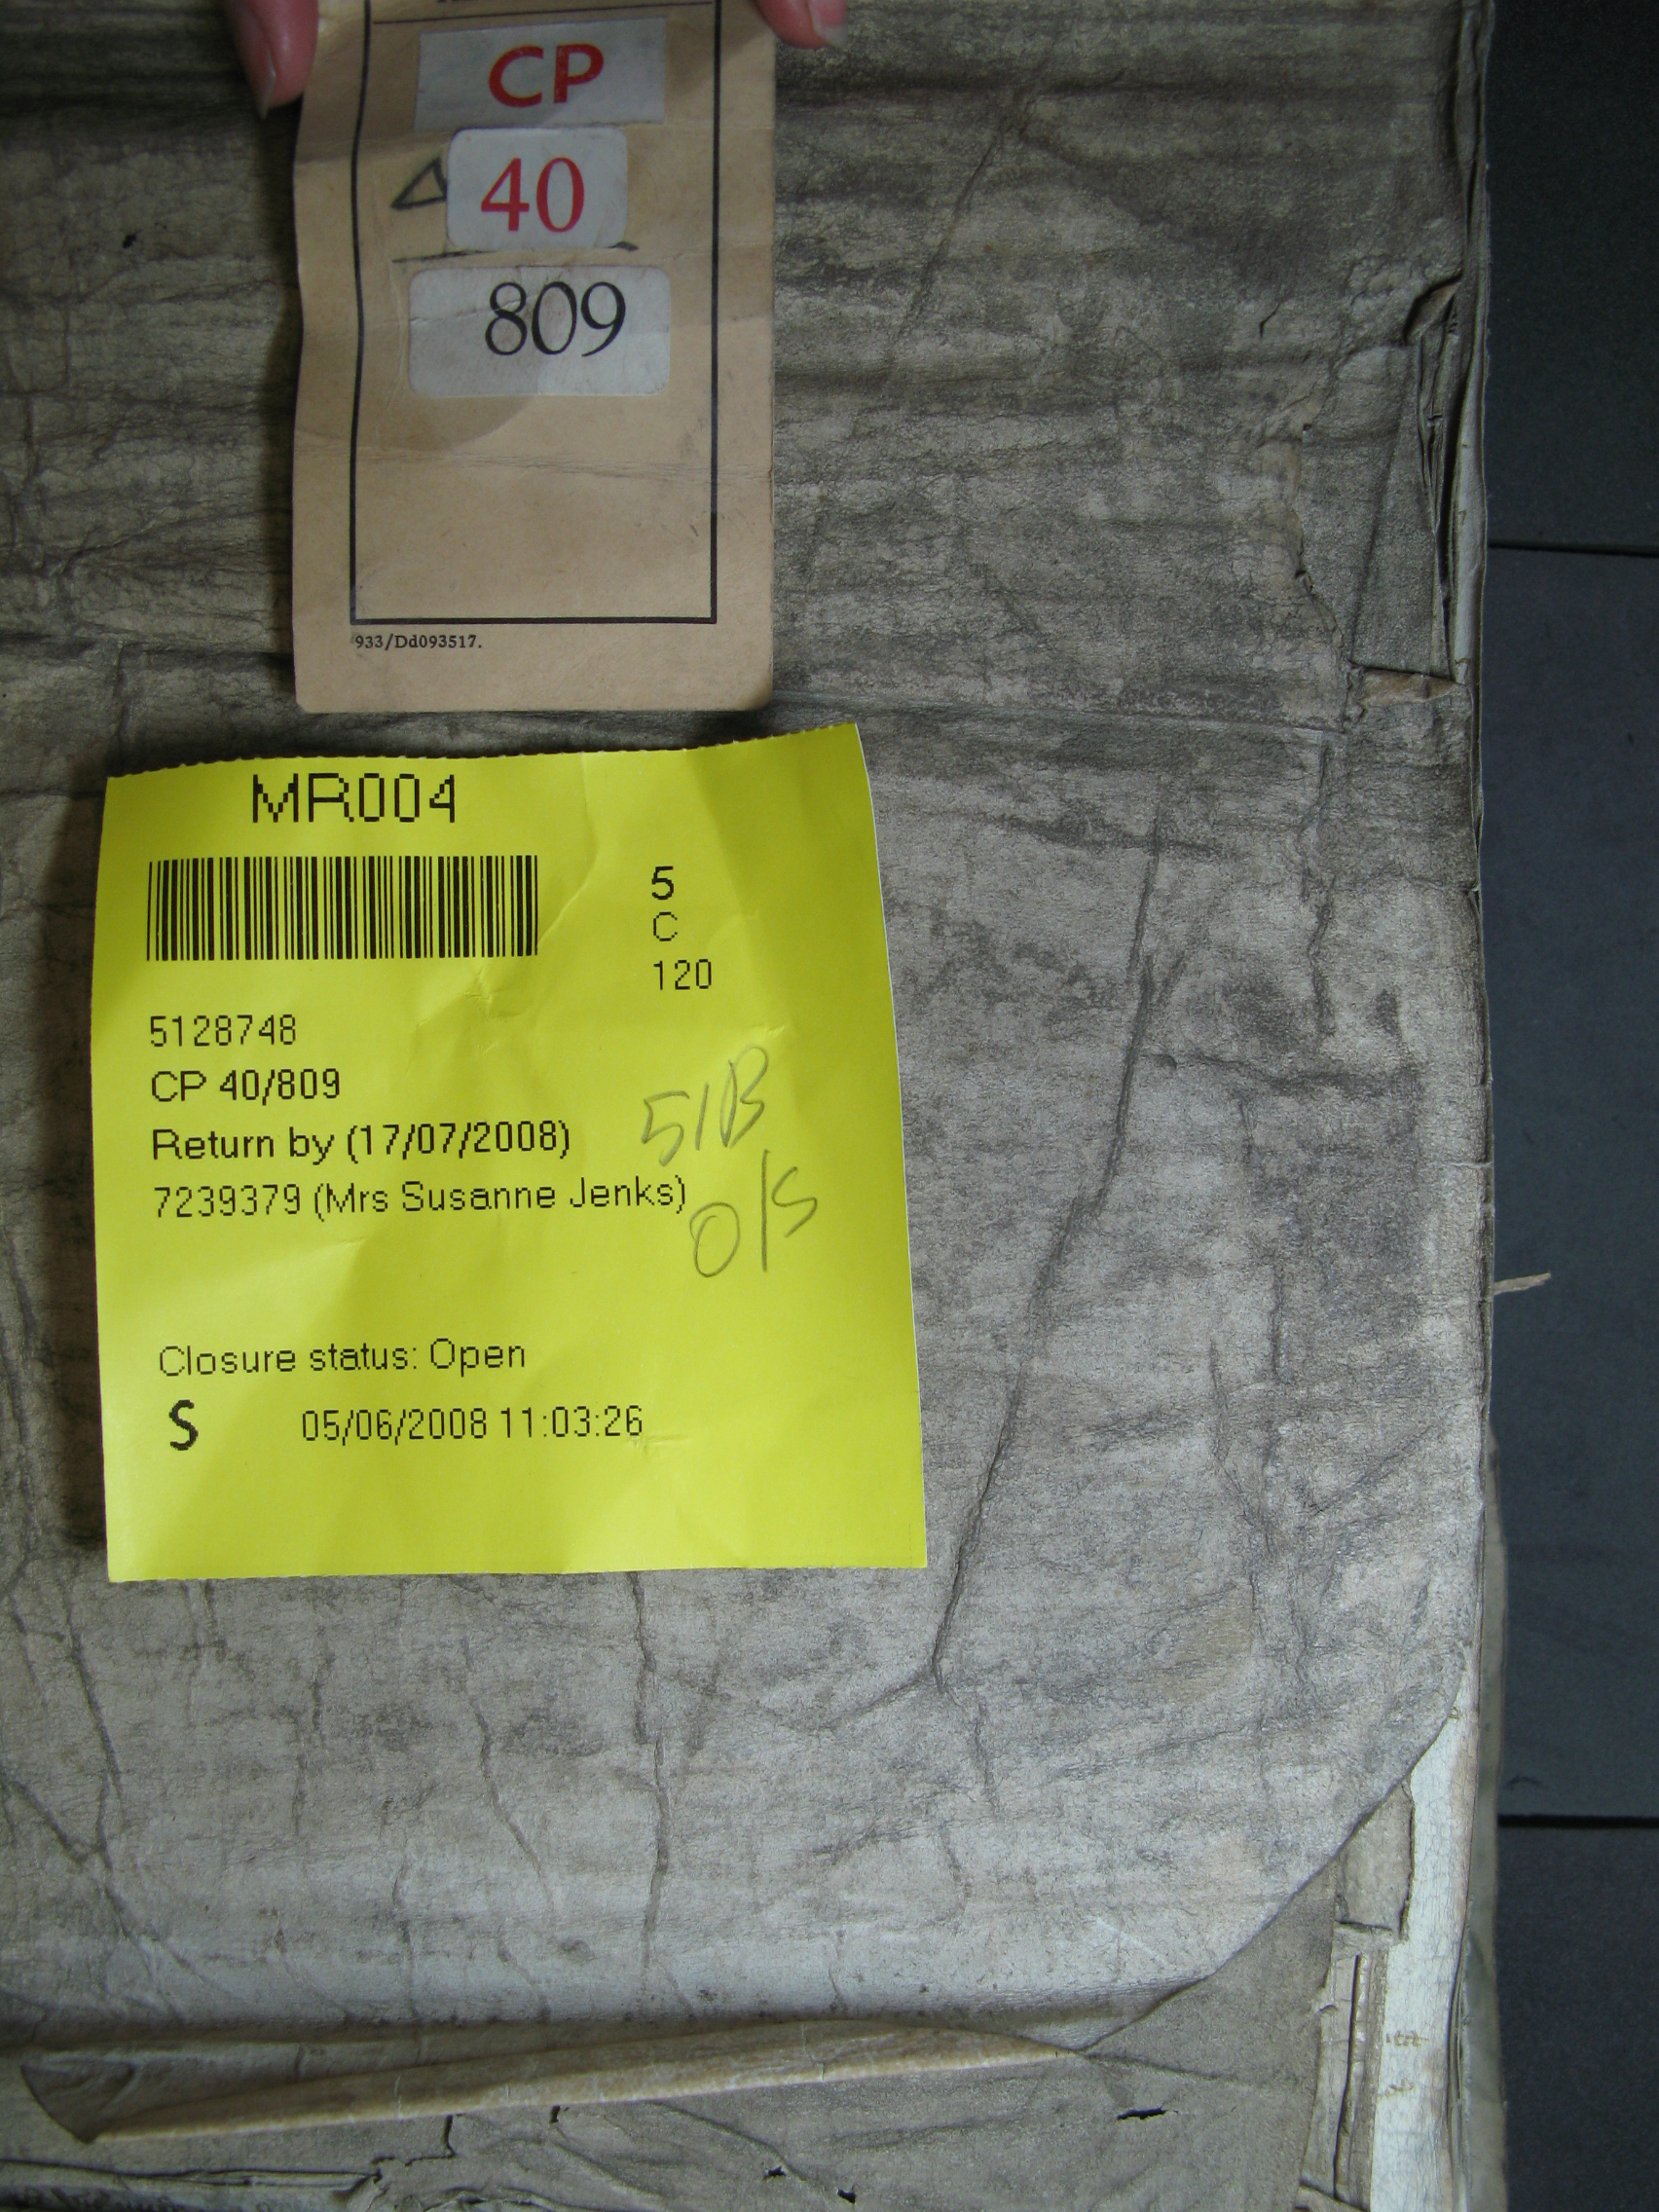 CP
40
809
933/Dd093517.
MR004
5
C
120
5128748
CP 40/809
Return by (17/07/2008)
7239379 (Mrs Susanne Jenks)
51B
O/S
Closure status: Open
S 05/06/2008 11:03:26